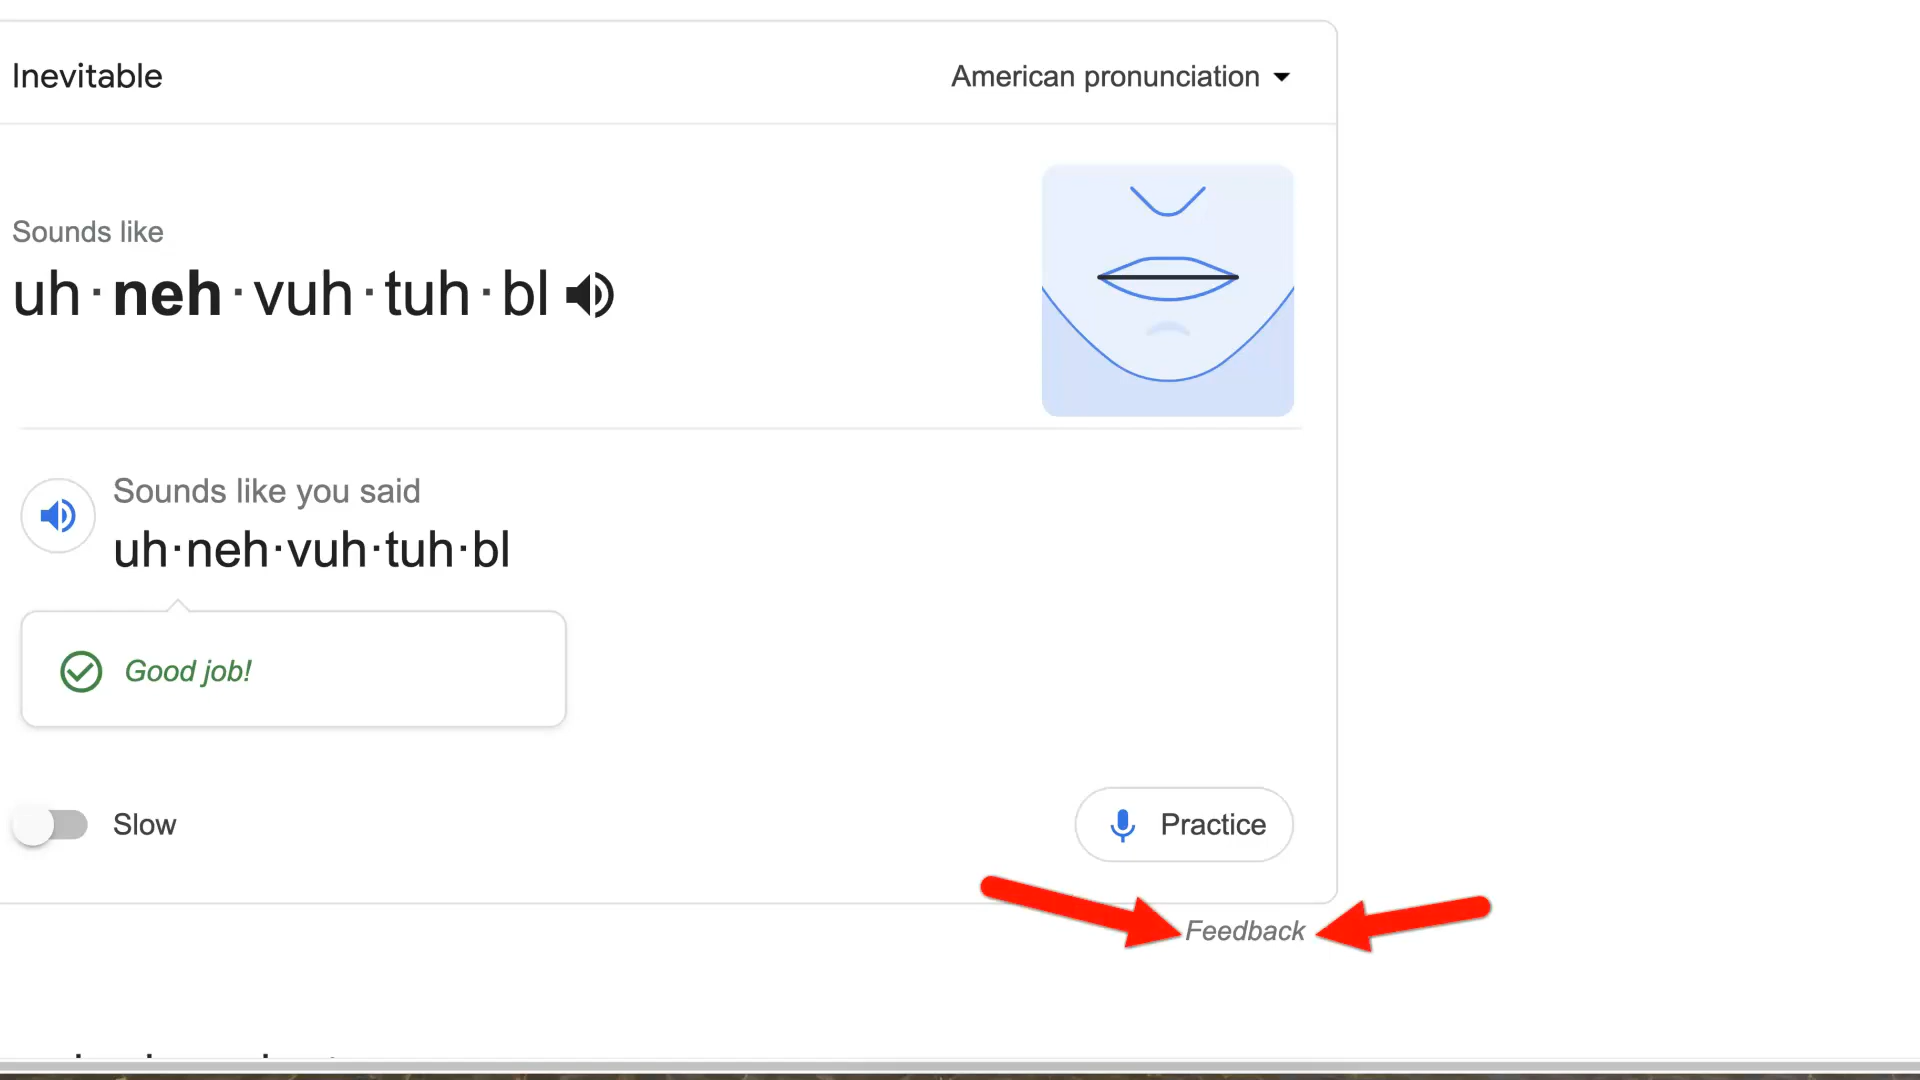 Inevitable
American pronunciation
Sounds like
uh·neh·vuh·tuh·bl
Sounds like you said
uh·neh·vuh·tuh·bl
Good job!
Slow
Practice
Feedback